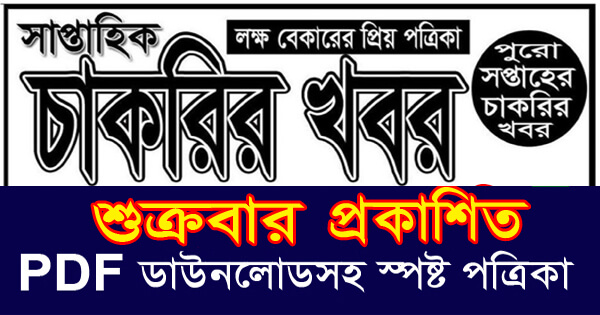 সাপ্তাহিক
লক্ষ বেকারের প্রিয় পত্রিকা
চাকরির খবর
পুরো
সপ্তাহের
চাকরির
খবর
শুক্রবার প্রকাশিত
PDF ডাউনলোডসহ স্পষ্ট পত্রিকা